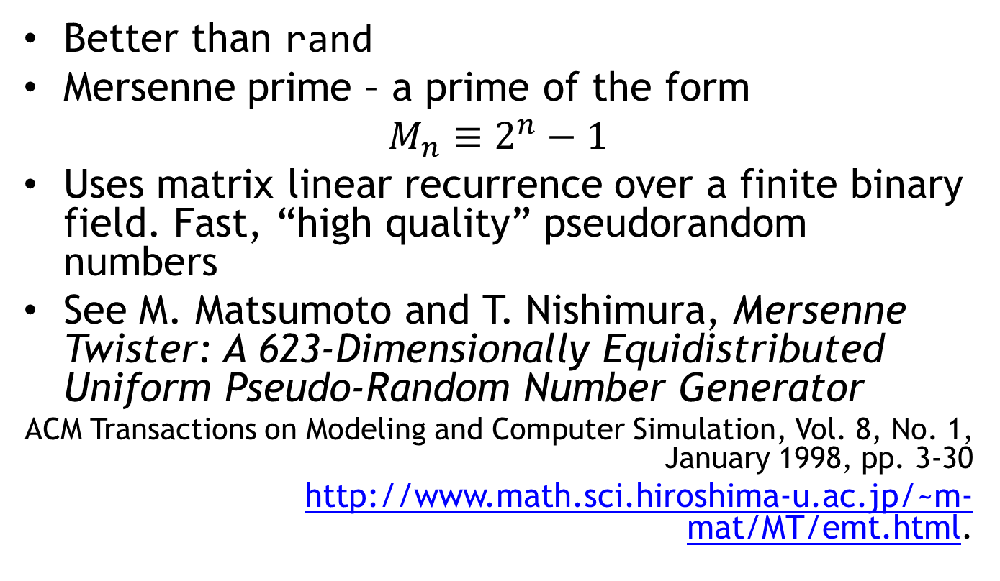 • Better than rand
• Mersenne prime – a prime of the form
Mₙ ≡ 2ⁿ − 1
• Uses matrix linear recurrence over a finite binary
field. Fast, “high quality” pseudorandom
numbers
• See M. Matsumoto and T. Nishimura, Mersenne
Twister: A 623-Dimensionally Equidistributed
Uniform Pseudo-Random Number Generator
ACM Transactions on Modeling and Computer Simulation, Vol. 8, No. 1,
January 1998, pp. 3-30
http://www.math.sci.hiroshima-u.ac.jp/~m-
mat/MT/emt.html.